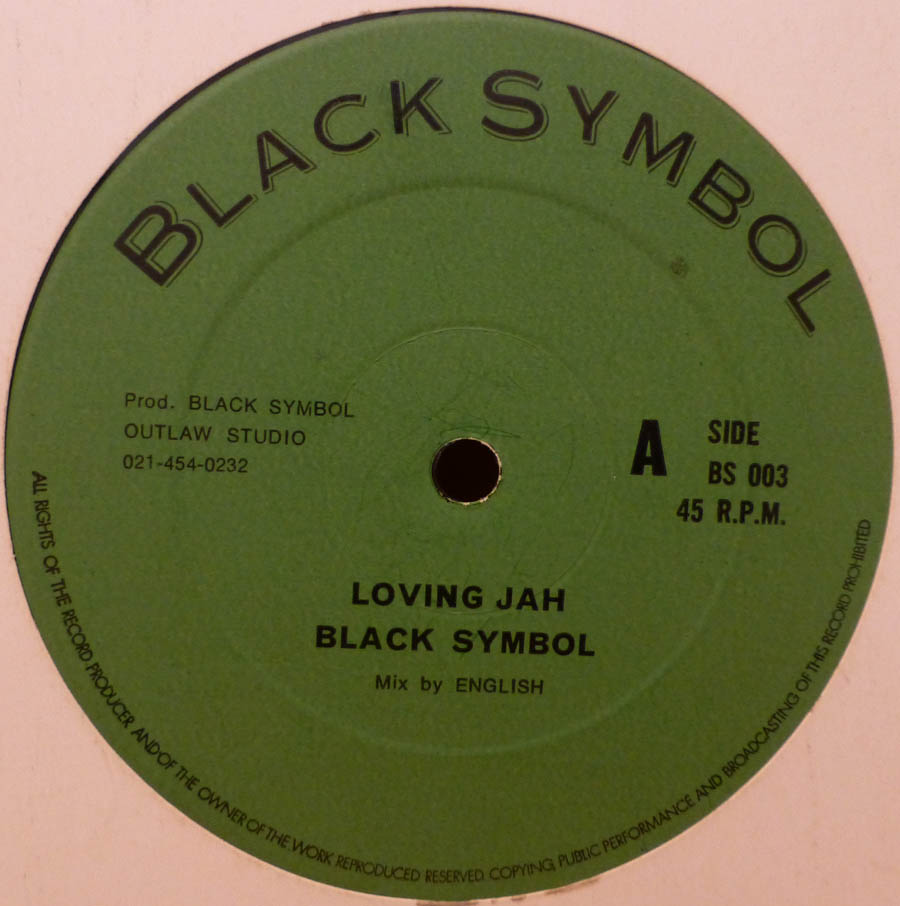 BLACK SYMBOL
Prod. BLACK SYMBOL
OUTLAW STUDIO
021-454-0232
A
SIDE
BS 003
45 R.P.M.
LOVING JAH
BLACK SYMBOL
Mix by ENGLISH
ALL RIGHTS OF THE RECORD PRODUCER AND OF THE OWNER OF THE WORK REPRODUCED RESERVED. COPYING, PUBLIC PERFORMANCE AND BROADCASTING OF THIS RECORD PROHIBITED